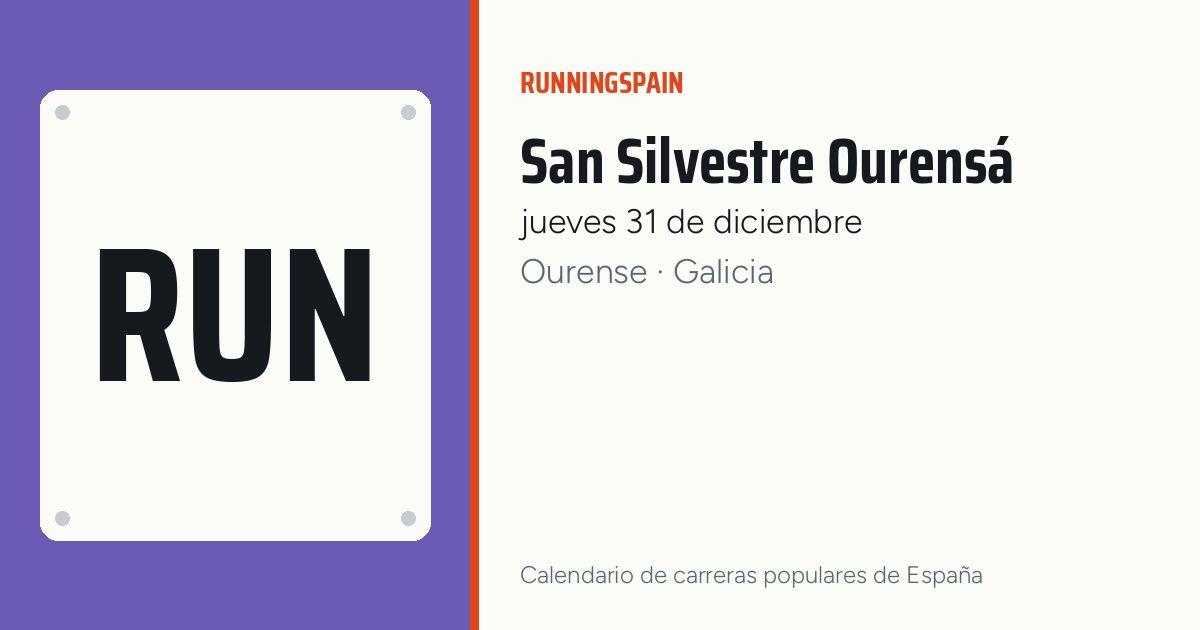 RUN
RUNNINGSPAIN
San Silvestre Ourensá
jueves 31 de diciembre
Ourense · Galicia
Calendario de carreras populares de España